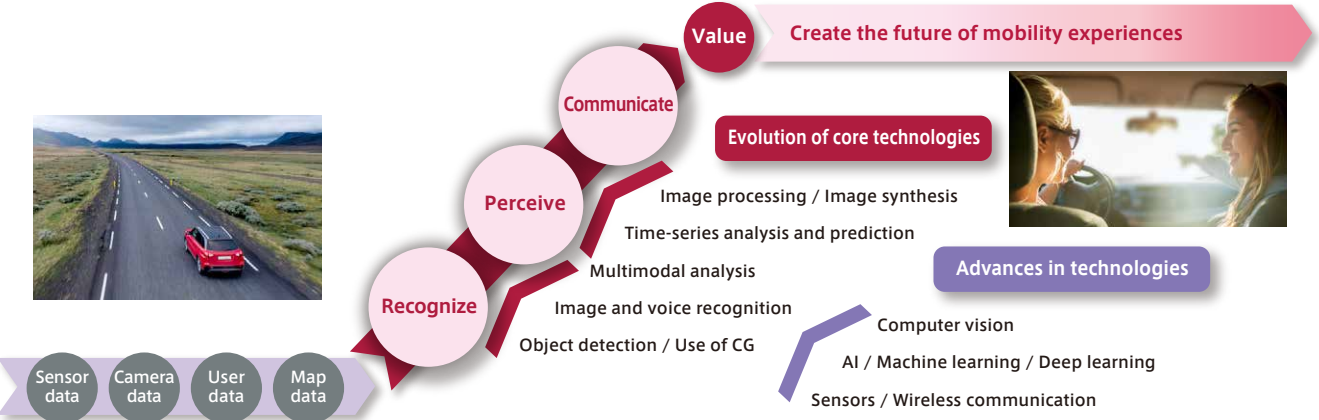 Value
Create the future of mobility experiences
Communicate
Evolution of core technologies
Perceive
Image processing / Image synthesis
Time-series analysis and prediction
Recognize
Multimodal analysis
Image and voice recognition
Object detection / Use of CG
Advances in technologies
Computer vision
AI / Machine learning / Deep learning
Sensors / Wireless communication
Sensor
data
Camera
data
User
data
Map
data